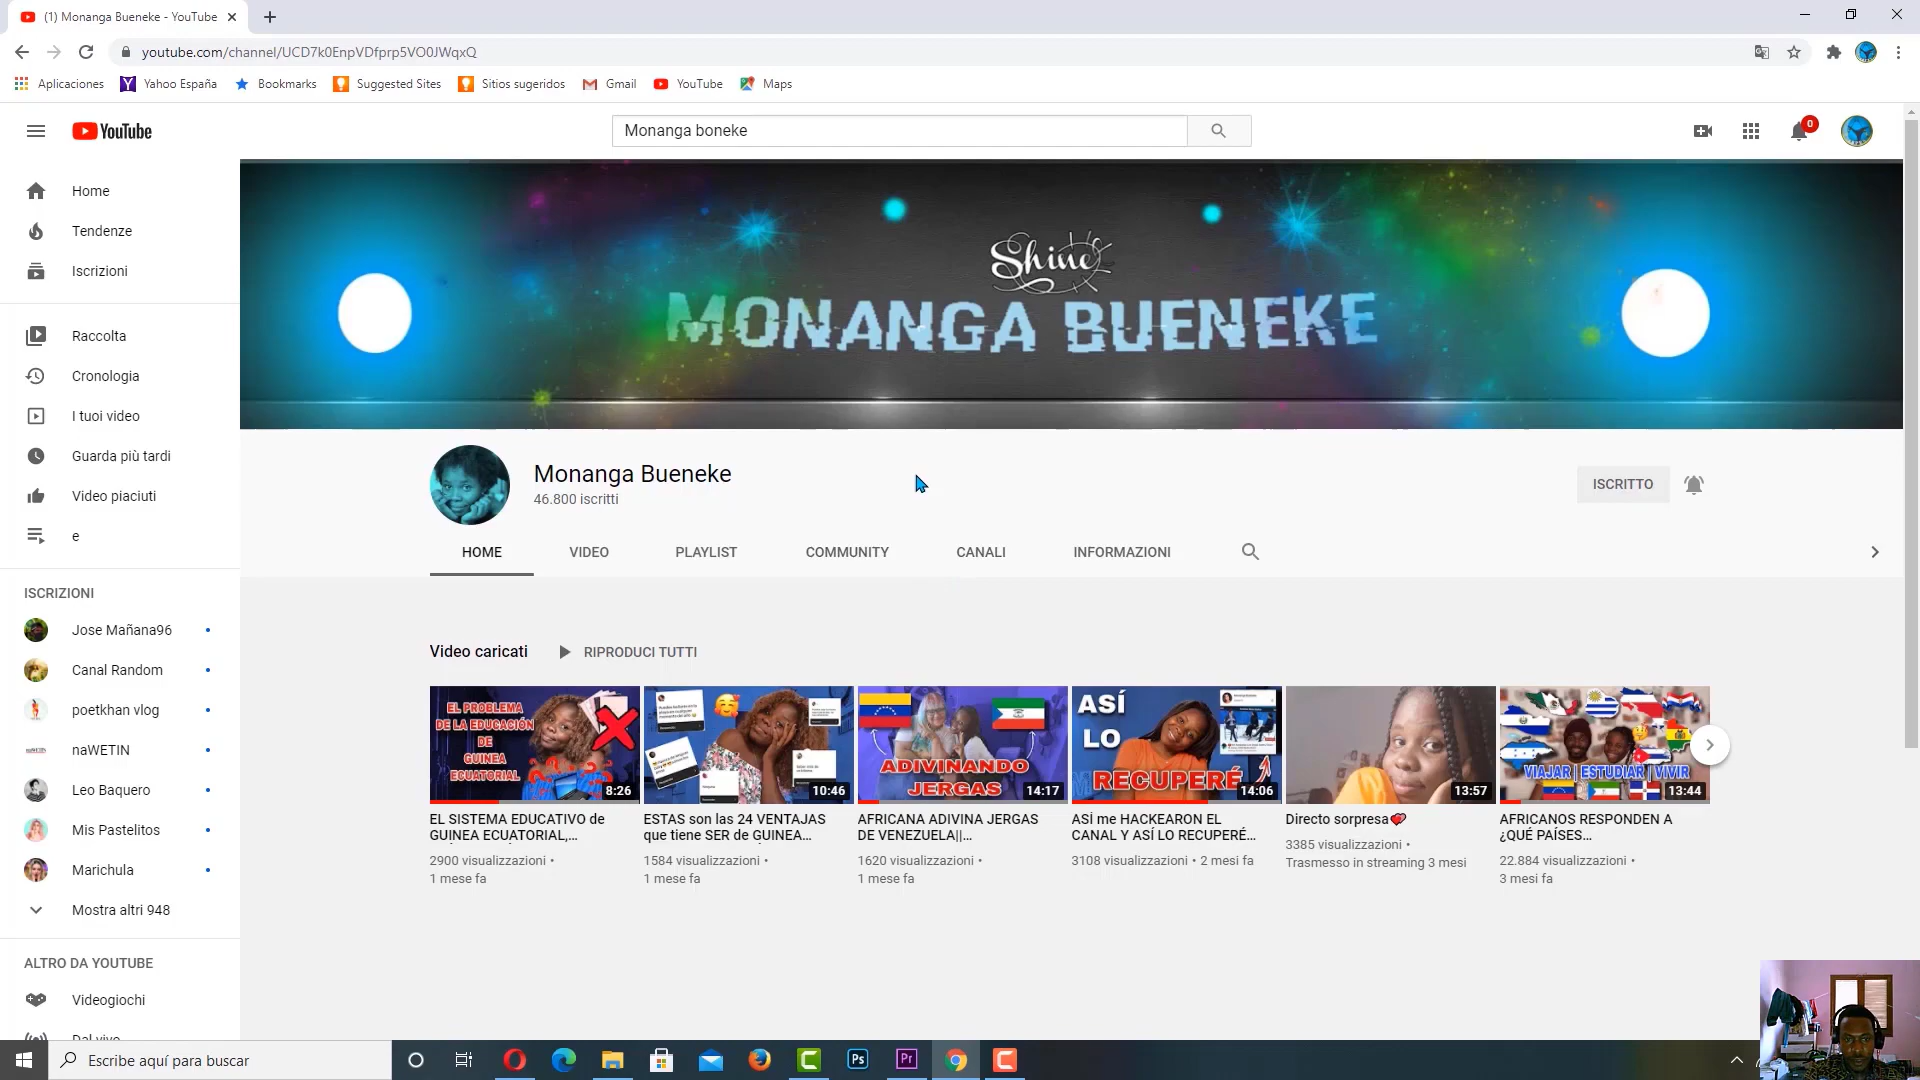 (1) Monanga Bueneke - YouTube
youtube.com/channel/UCD7k0EnpVDfprp5VO0JWqxQ
Aplicaciones
Yahoo España
Bookmarks
Suggested Sites
Sitios sugeridos
Gmail
YouTube
Maps
YouTube
Monanga boneke
0
Home
Tendenze
Iscrizioni
Raccolta
Cronologia
I tuoi video
Guarda più tardi
Video piaciuti
e
ISCRIZIONI
Jose Mañana96
Canal Random
poetkhan vlog
naWETIN
Leo Baquero
Mis Pastelitos
Marichula
Mostra altri 948
ALTRO DA YOUTUBE
Videogiochi
Dal vivo
Shine
MONANGA BUENEKE
Monanga Bueneke
46.800 iscritti
ISCRITTO
HOME
VIDEO
PLAYLIST
COMMUNITY
CANALI
INFORMAZIONI
Video caricati
RIPRODUCI TUTTI
EL PROBLEMA
DE LA EDUCACIÓN
DE
GUINEA
ECUATORIAL
8:26
EL SISTEMA EDUCATIVO de
GUINEA ECUATORIAL,...
2900 visualizzazioni •
1 mese fa
10:46
ESTAS son las 24 VENTAJAS
que tiene SER de GUINEA...
1584 visualizzazioni •
1 mese fa
ADIVINANDO
JERGAS
14:17
AFRICANA ADIVINA JERGAS
DE VENEZUELA||...
1620 visualizzazioni •
1 mese fa
ASÍ
LO
RECUPERÉ
14:06
ASÍ me HACKEARON EL
CANAL Y ASÍ LO RECUPERÉ...
3108 visualizzazioni • 2 mesi fa
13:57
Directo sorpresa
3385 visualizzazioni •
Trasmesso in streaming 3 mesi
VIAJAR | ESTUDIAR | VIVIR
13:44
AFRICANOS RESPONDEN A
¿QUÉ PAÍSES...
22.884 visualizzazioni •
3 mesi fa
Escribe aquí para buscar
Ps
Pr